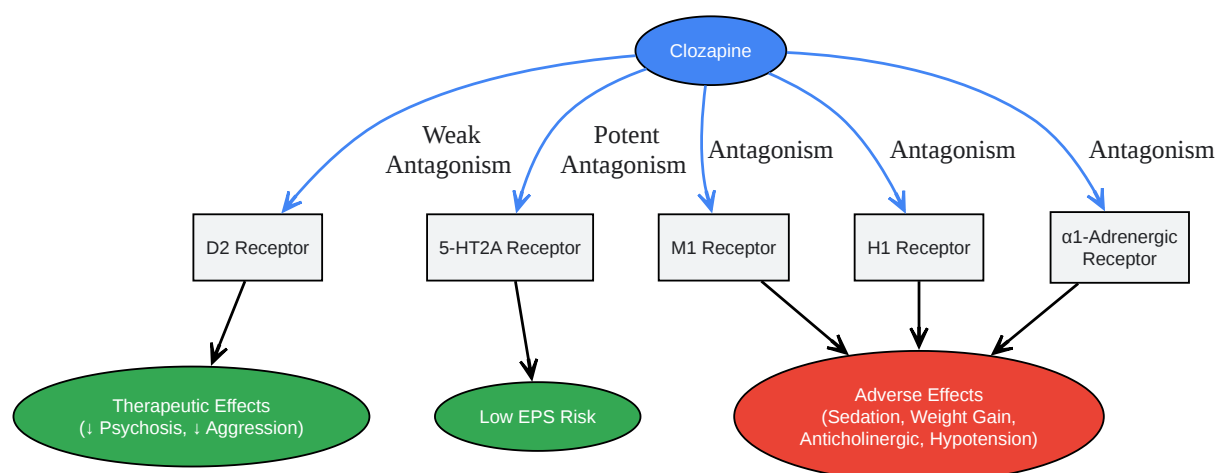 Clozapine
Weak
Antagonism
Potent
Antagonism
Antagonism
Antagonism
Antagonism
D2 Receptor
5-HT2A Receptor
M1 Receptor
H1 Receptor
α1-Adrenergic
Receptor
Therapeutic Effects
(↓ Psychosis, ↓ Aggression)
Low EPS Risk
Adverse Effects
(Sedation, Weight Gain,
Anticholinergic, Hypotension)